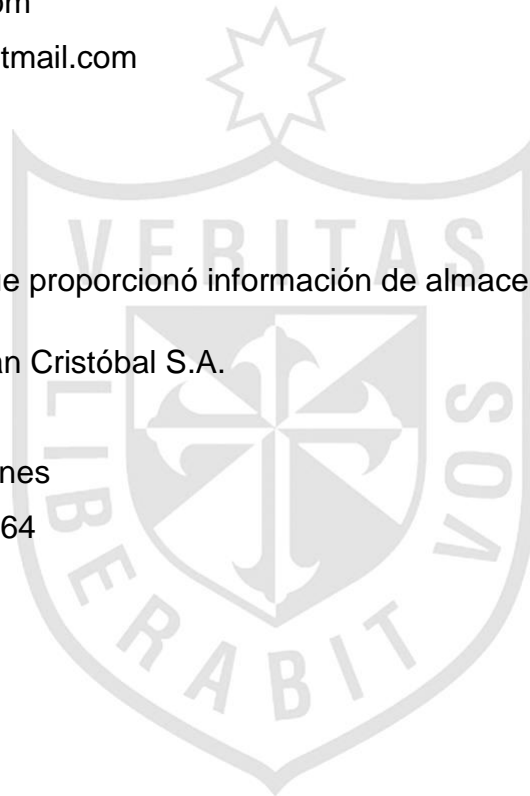 om
tmail.com
VERITAS
e proporcionó información de almace
an Cristóbal S.A.
nes
64
LIBERABIT VOS